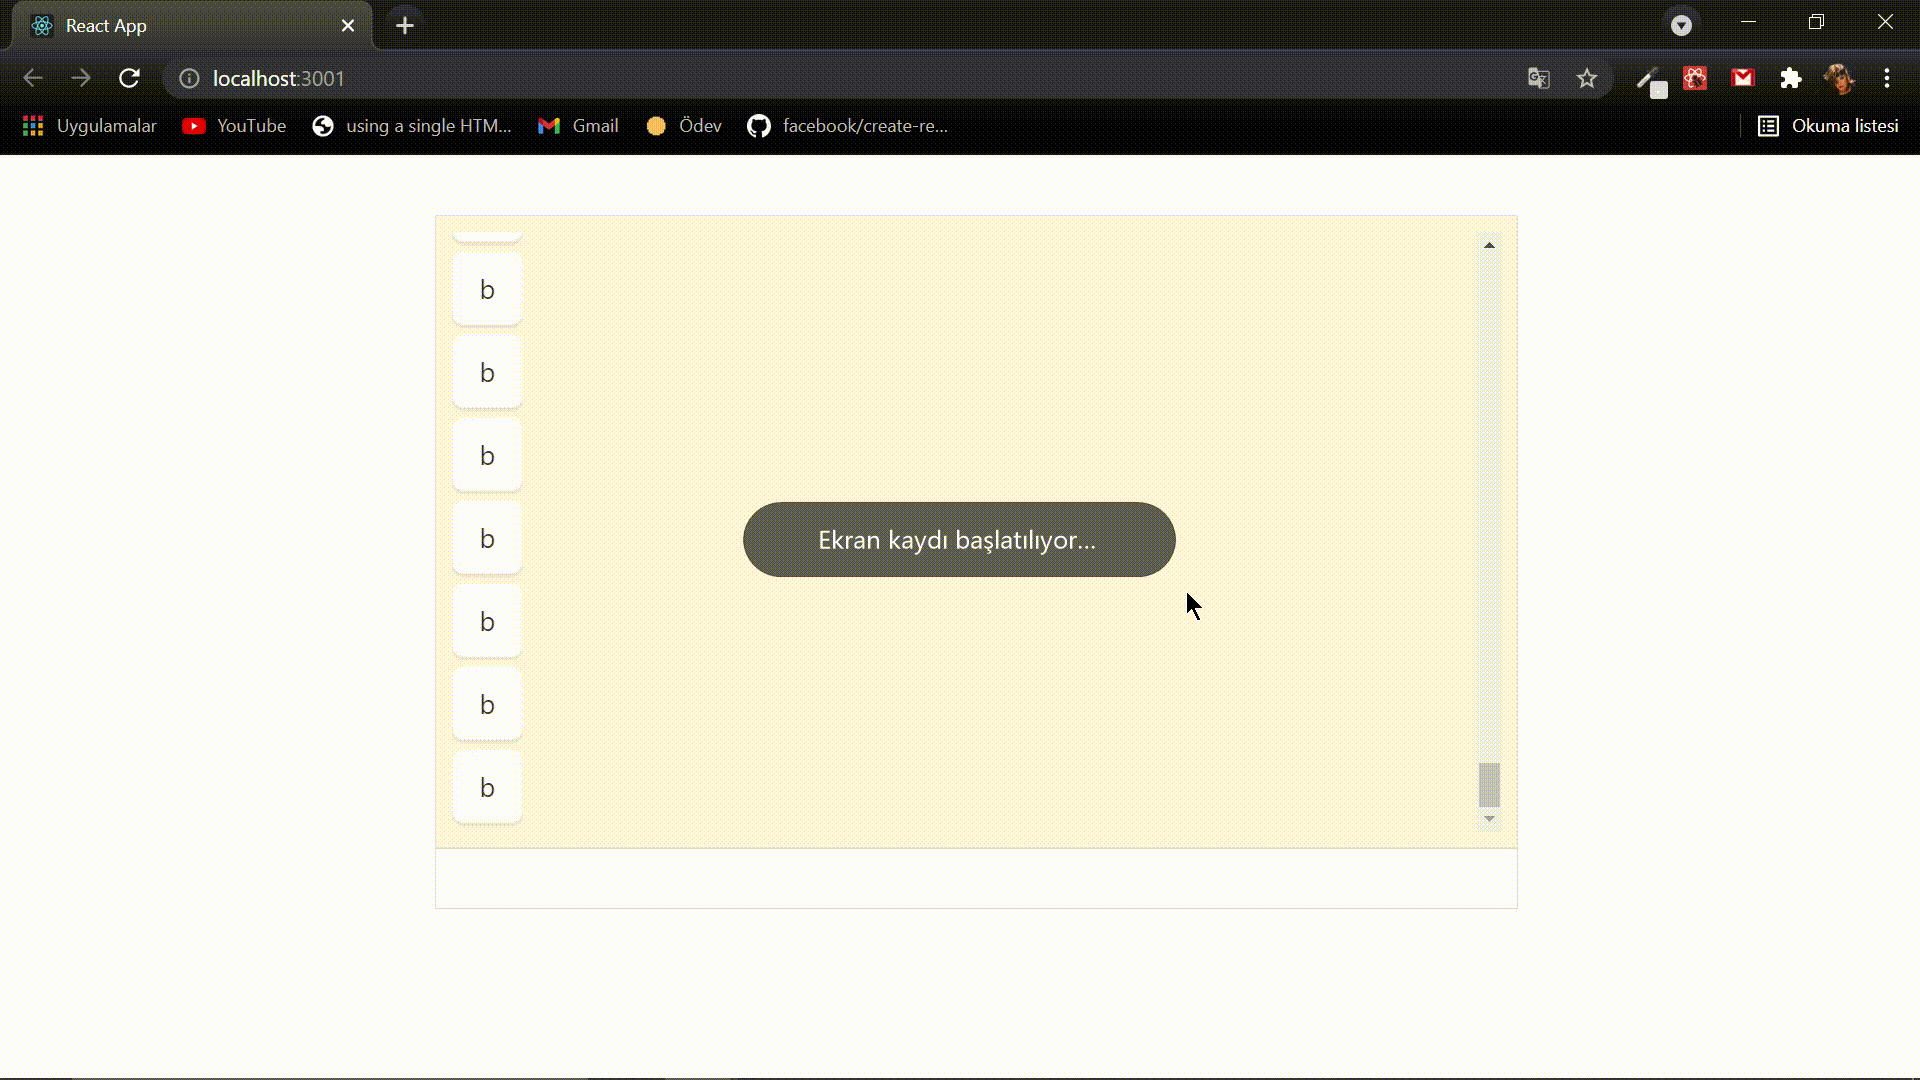 React App
localhost:3001
Uygulamalar YouTube using a single HTM... Gmail Ödev facebook/create-re... Okuma listesi
b
b
b
b
Ekran kaydı başlatılıyor...
b
b
b